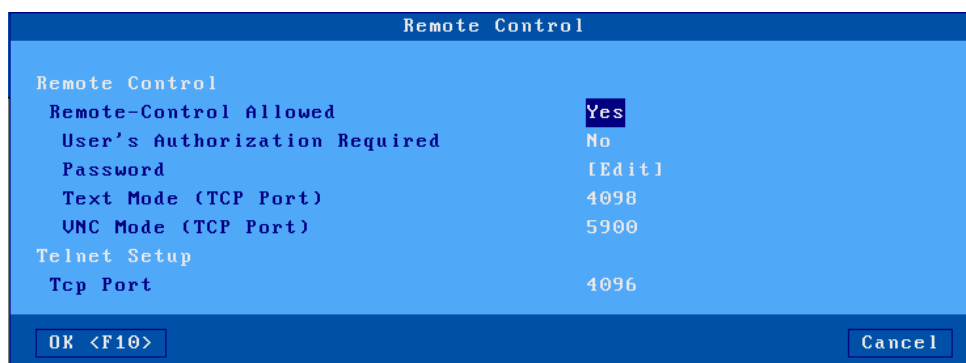 Remote Control
Remote Control
Remote-Control Allowed Yes
User's Authorization Required No
Password [Edit]
Text Mode (TCP Port) 4098
VNC Mode (TCP Port) 5900
Telnet Setup
Tcp Port 4096
OK <F10> Cancel